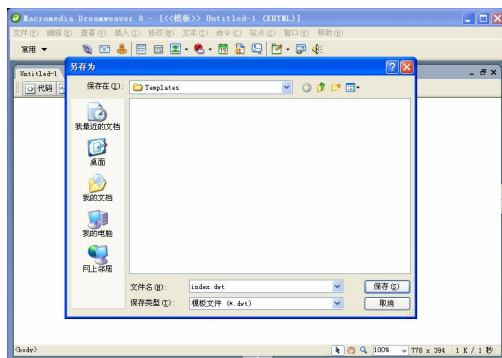 Macromedia Dreamweaver 8 - [<<模板>> Untitled-1 (XHTML)]
文件(F) 编辑(E) 查看(V) 插入(I) 修改(M) 文本(T) 命令(C) 站点(S) 窗口(W) 帮助(H)
常用
Untitled-1
代码
另存为
保存在(I):
Templates
我最近的文档
桌面
我的文档
我的电脑
网上邻居
文件名(N):
index.dwt
保存(S)
保存类型(T):
模板文件 (*.dwt)
取消
<body>
100%
778 x 394
1 K / 1 秒